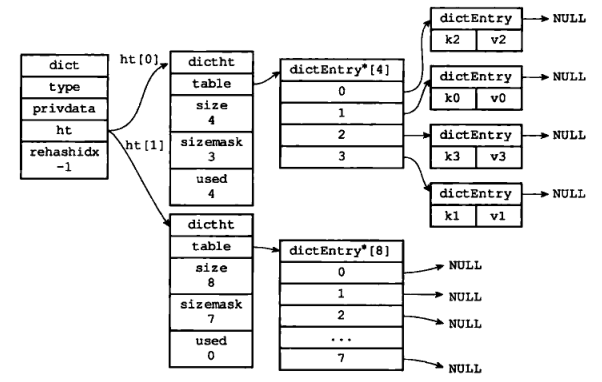 dict
type
privdata
ht
rehashidx
-1
ht[0]
ht[1]
dictht
table
size
4
sizemask
3
used
4
dictEntry*[4]
0
1
2
3
dictEntry
k2 v2
NULL
dictEntry
k0 v0
NULL
dictEntry
k3 v3
NULL
dictEntry
k1 v1
NULL
dictht
table
size
8
sizemask
7
used
0
dictEntry*[8]
0
1
2
...
7
NULL
NULL
NULL
NULL